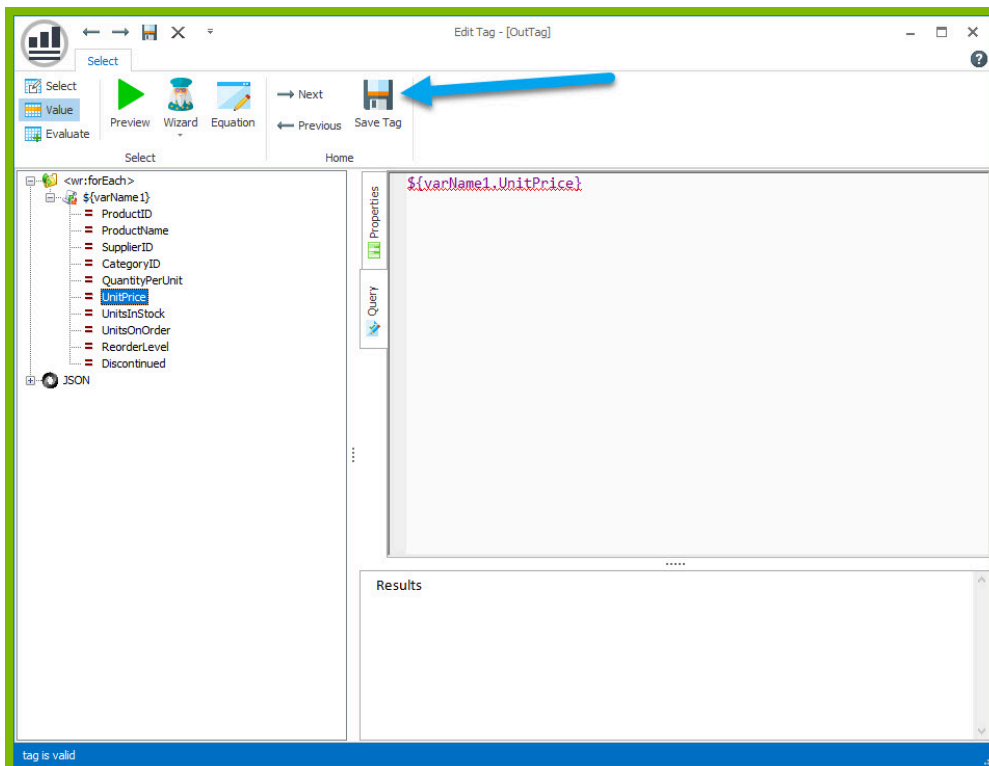 Edit Tag - [OutTag]
Select
Select
Value
Evaluate
Preview
Wizard
Equation
Next
Previous
Save Tag
Select
Home
<wr:forEach>
${varName1}
ProductID
ProductName
SupplierID
CategoryID
QuantityPerUnit
UnitPrice
UnitsInStock
UnitsOnOrder
ReorderLevel
Discontinued
JSON
Properties
Query
${varName1.UnitPrice}
Results
tag is valid